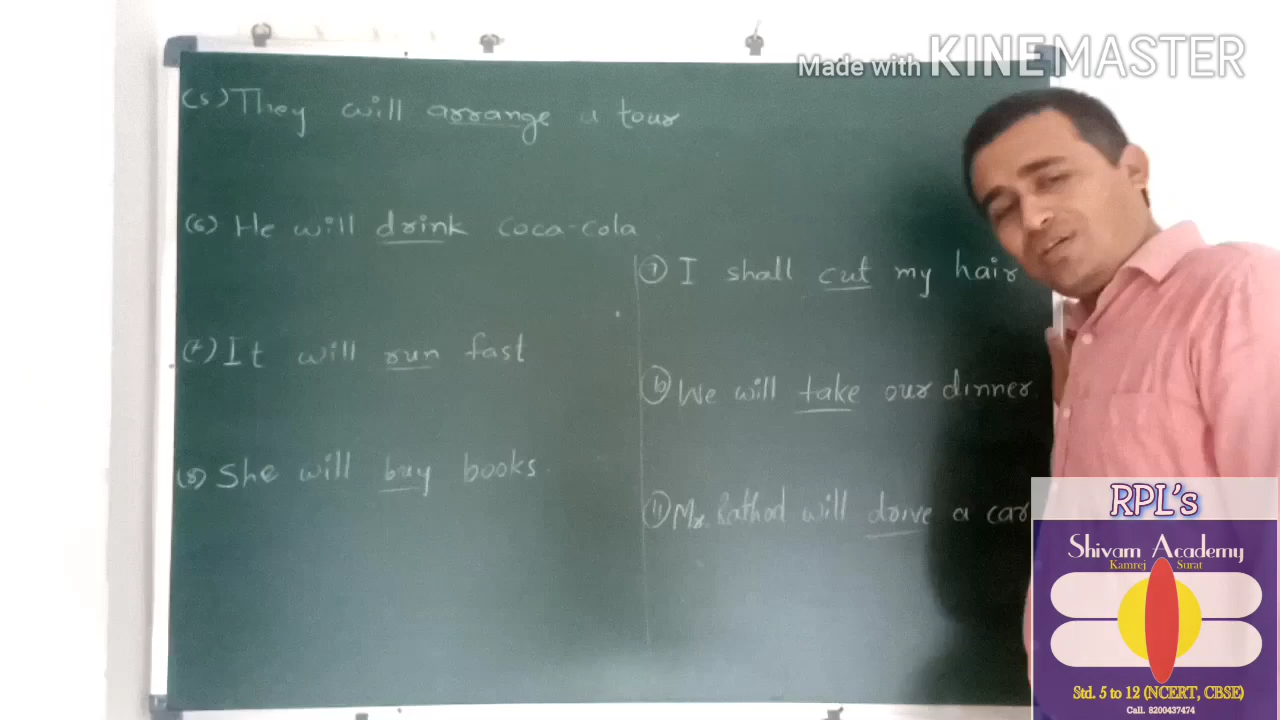 Made with KINEMASTER
(5) They will arrange a tour
(6) He will drink coca-cola
(7) It will run fast
(8) She will buy books.
9 I shall cut my hair
10 We will take our dinner.
11 Mr. Rathod will drive a car
RPL's
Shivam Academy
Kamrej Surat
Std. 5 to 12 (NCERT, CBSE)
Call. 8200437474